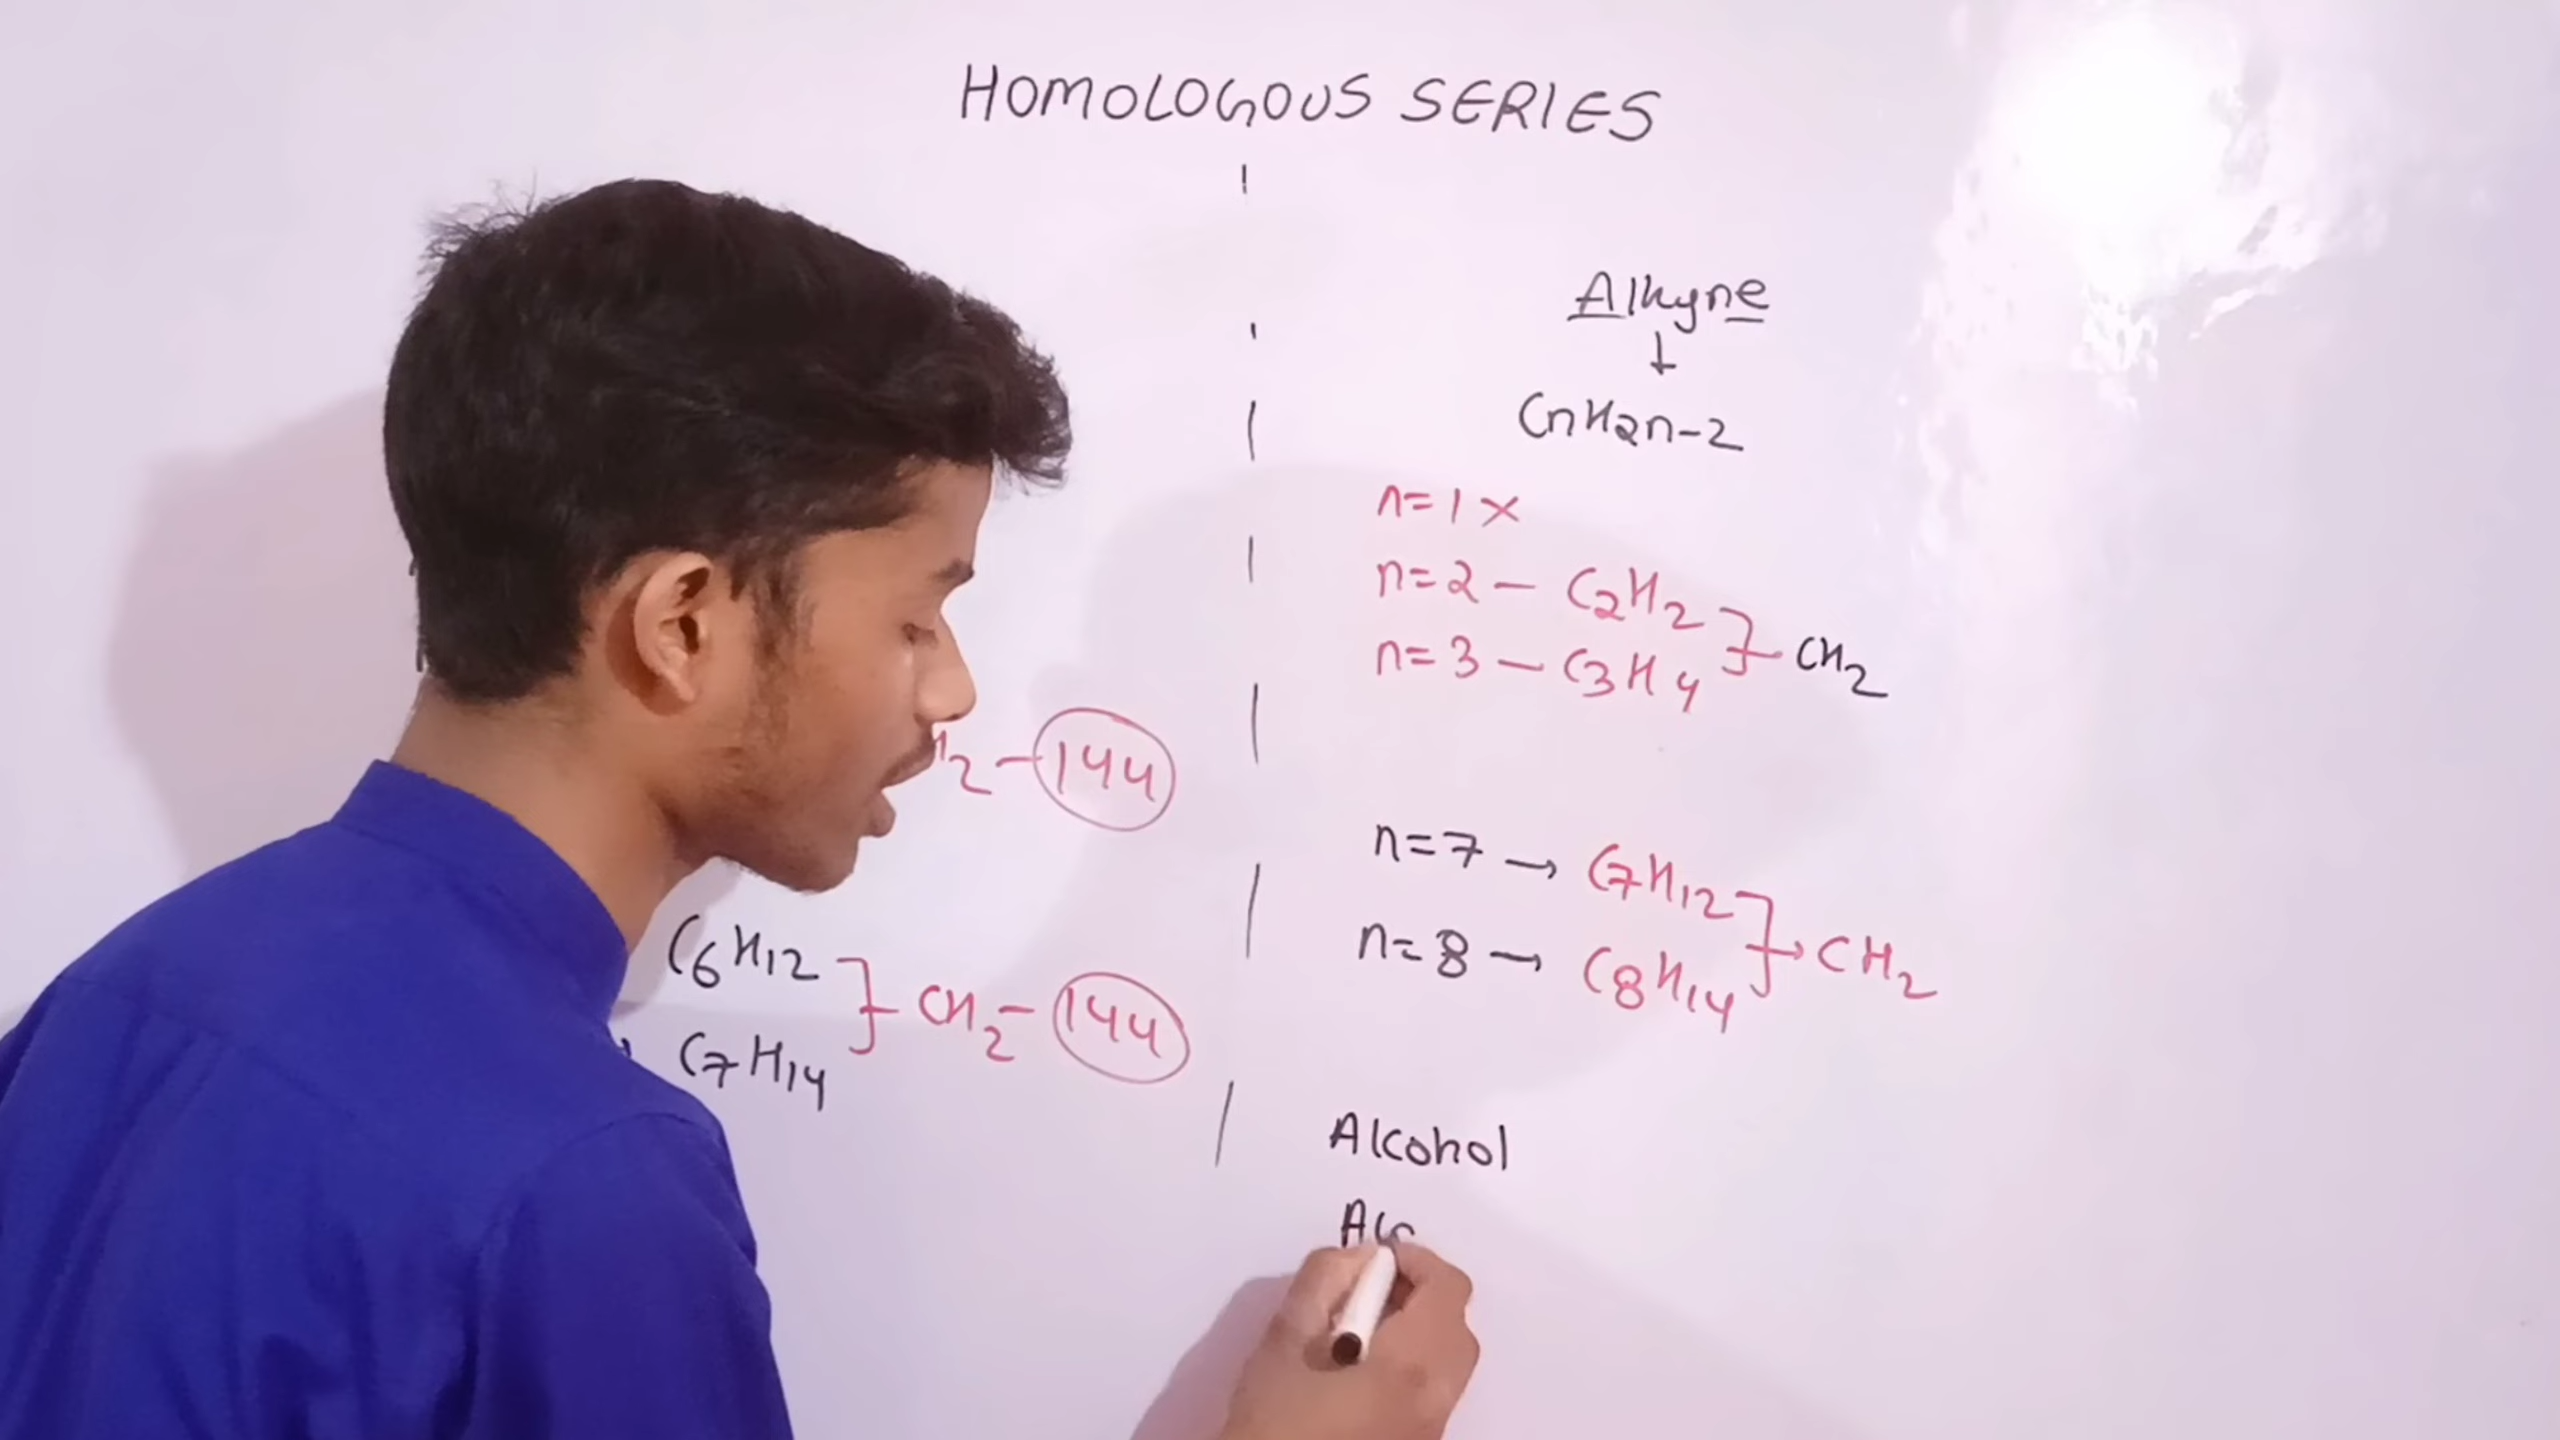 HOMOLOGOUS SERIES
H2 - 144
C6H12
C7H14
CH2 - 144
Alkyne
↓
CnH2n-2
n=1 ×
n=2 - C2H2
n=3 - C3H4
CH2
n=7 → C7H12
n=8 → C8H14
→ CH2
Alcohol